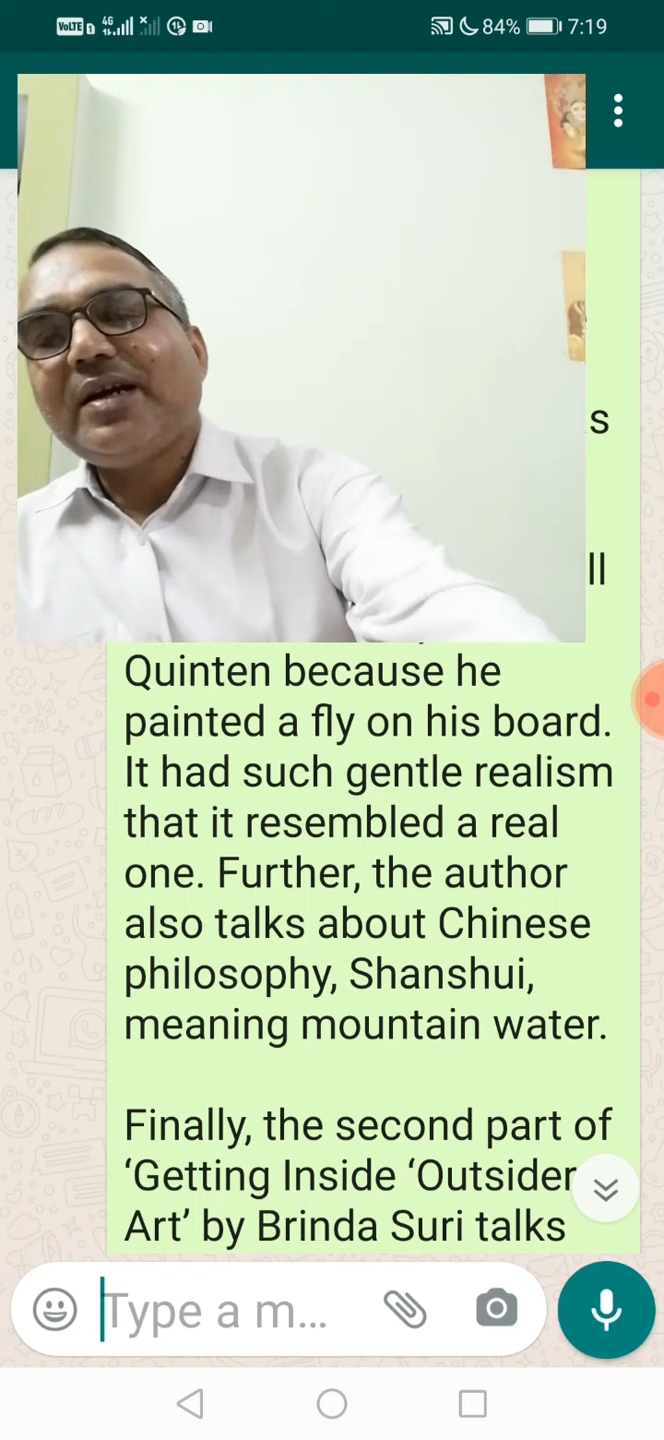 VoLTE 4G 84% 7:19
s
ll
Quinten because he
painted a fly on his board.
It had such gentle realism
that it resembled a real
one. Further, the author
also talks about Chinese
philosophy, Shanshui,
meaning mountain water.
Finally, the second part of
‘Getting Inside ‘Outsider
Art’ by Brinda Suri talks
Type a m...